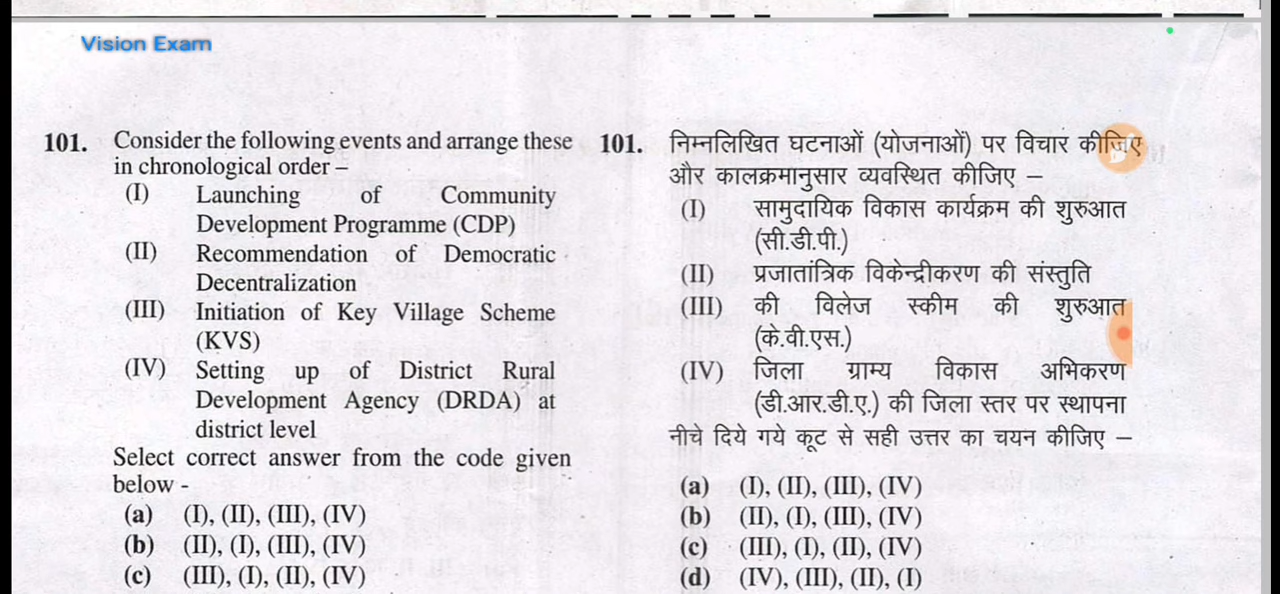 Vision Exam
101. Consider the following events and arrange these
in chronological order –
(I) Launching of Community
Development Programme (CDP)
(II) Recommendation of Democratic
Decentralization
(III) Initiation of Key Village Scheme
(KVS)
(IV) Setting up of District Rural
Development Agency (DRDA) at
district level
Select correct answer from the code given
below -
(a) (I), (II), (III), (IV)
(b) (II), (I), (III), (IV)
(c) (III), (I), (II), (IV)
101. निम्नलिखित घटनाओं (योजनाओं) पर विचार कीजिए
और कालक्रमानुसार व्यवस्थित कीजिए –
(I) सामुदायिक विकास कार्यक्रम की शुरुआत
(सी.डी.पी.)
(II) प्रजातांत्रिक विकेन्द्रीकरण की संस्तुति
(III) की विलेज स्कीम की शुरुआत
(के.वी.एस.)
(IV) जिला ग्राम्य विकास अभिकरण
(डी.आर.डी.ए.) की जिला स्तर पर स्थापना
नीचे दिये गये कूट से सही उत्तर का चयन कीजिए –
(a) (I), (II), (III), (IV)
(b) (II), (I), (III), (IV)
(c) (III), (I), (II), (IV)
(d) (IV), (III), (II), (I)